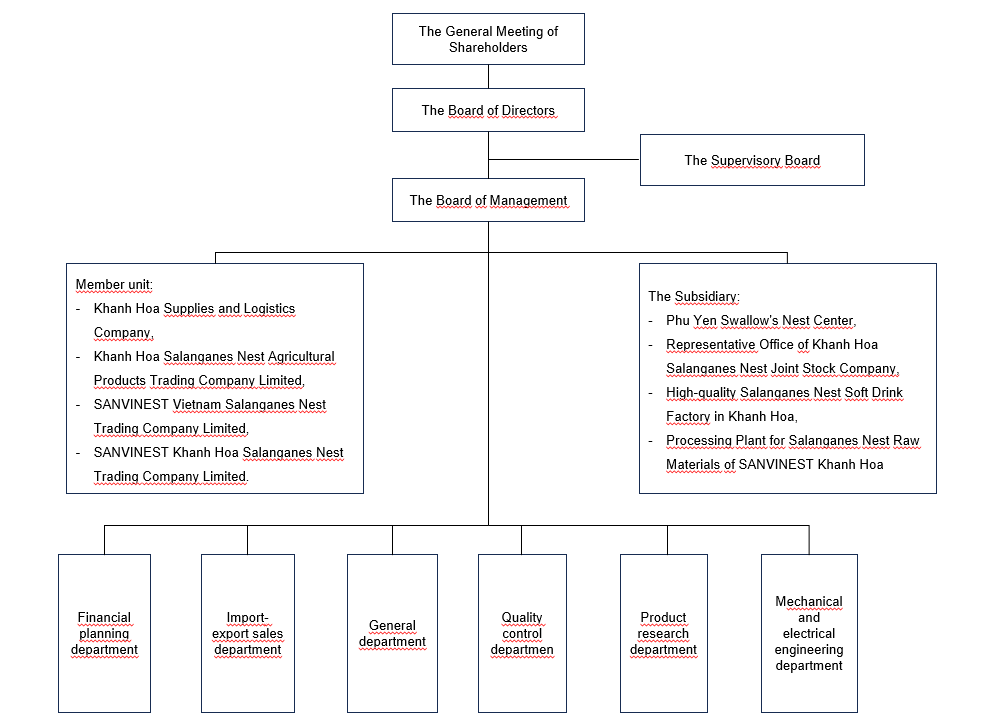 The General Meeting of
Shareholders
The Board of Directors
The Supervisory Board
The Board of Management
Member unit:
- Khanh Hoa Supplies and Logistics
Company,
- Khanh Hoa Salanganes Nest Agricultural
Products Trading Company Limited,
- SANVINEST Vietnam Salanganes Nest
Trading Company Limited,
- SANVINEST Khanh Hoa Salanganes Nest
Trading Company Limited.
The Subsidiary:
- Phu Yen Swallow's Nest Center,
- Representative Office of Khanh Hoa
Salanganes Nest Joint Stock Company,
- High-quality Salanganes Nest Soft Drink
Factory in Khanh Hoa,
- Processing Plant for Salanganes Nest Raw
Materials of SANVINEST Khanh Hoa
Financial
planning
department
Import-
export sales
department
General
department
Quality
control
departmen
Product
research
department
Mechanical
and
electrical
engineering
department